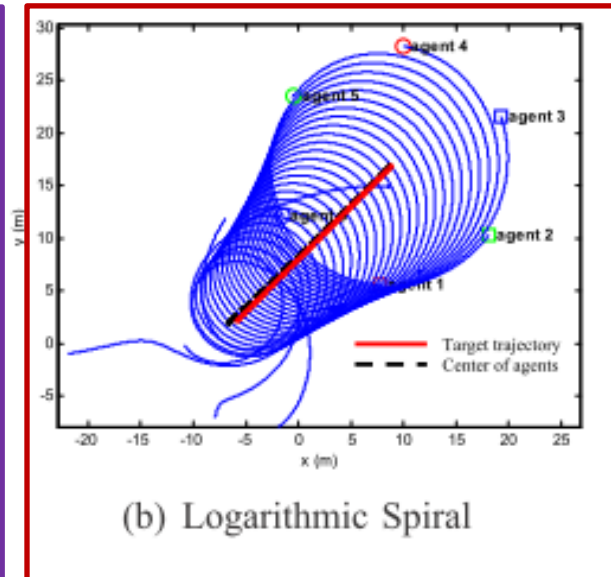 30
25
20
15
10
5
0
-5
y (m)
agent 4
agent 5
agent 3
agent
agent 2
agent 1
Target trajectory
Center of agents
-20 -15 -10 -5 0 5 10 15 20 25
x (m)
(b) Logarithmic Spiral